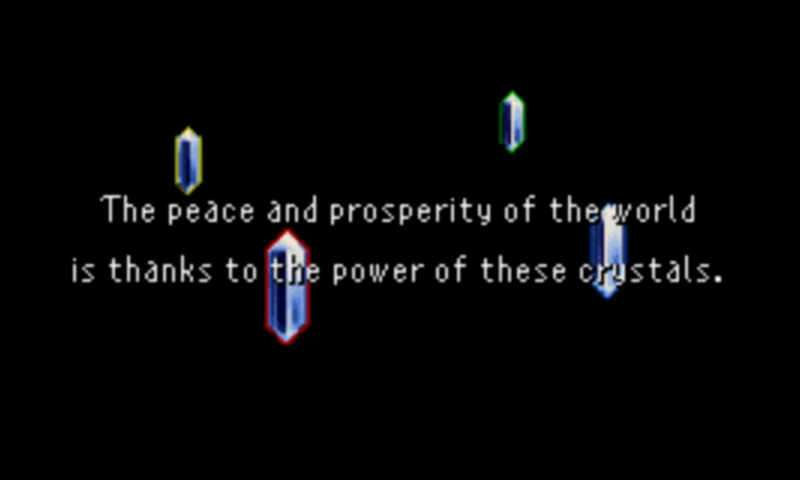 The peace and prosperity of the world
is thanks to the power of these crystals.